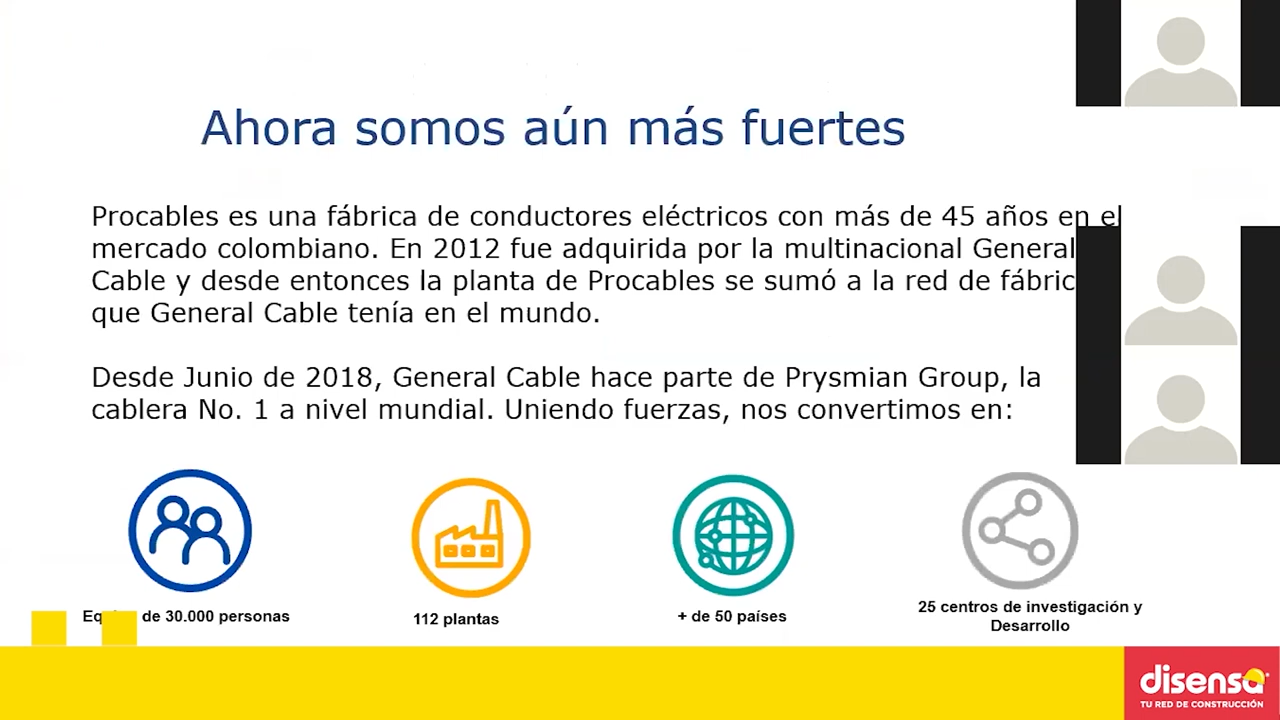 Ahora somos aún más fuertes
Procables es una fábrica de conductores eléctricos con más de 45 años en el
mercado colombiano. En 2012 fue adquirida por la multinacional General
Cable y desde entonces la planta de Procables se sumó a la red de fábric
que General Cable tenía en el mundo.
Desde Junio de 2018, General Cable hace parte de Prysmian Group, la
cablera No. 1 a nivel mundial. Uniendo fuerzas, nos convertimos en:
de 30.000 personas
112 plantas
+ de 50 países
25 centros de investigación y
Desarrollo
disensa
TU RED DE CONSTRUCCIÓN